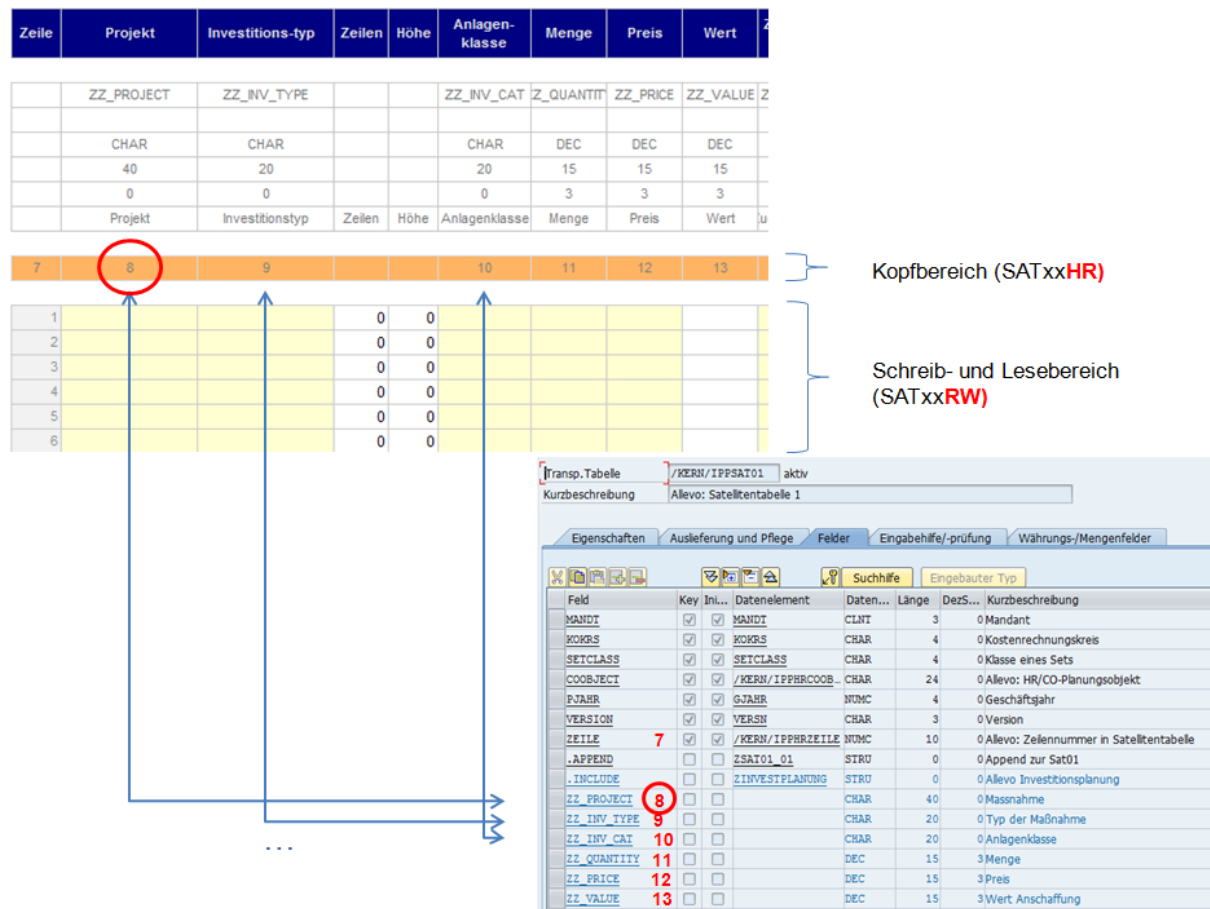 Zeile Projekt Investitions-typ Zeilen Höhe Anlagen-klasse Menge Preis Wert
ZZ_PROJECT ZZ_INV_TYPE ZZ_INV_CAT Z_QUANTIT ZZ_PRICE ZZ_VALUE Z
CHAR CHAR CHAR DEC DEC DEC
40 20 20 15 15 15
0 0 0 3 3 3
Projekt Investitionstyp Zeilen Höhe Anlagenklasse Menge Preis Wert
7 8 9 10 11 12 13
Kopfbereich (SATxxHR)
1 0 0
2 0 0
3 0 0
4 0 0
5 0 0
6 0 0
Schreib- und Lesebereich
(SATxxRW)
Transp.Tabelle /KERN/IPPSAT01 aktiv
Kurzbeschreibung Allevo: Satellitentabelle 1
Eigenschaften Auslieferung und Pflege Felder Eingabehilfe/-prüfung Währungs-/Mengenfelder
Suchhilfe Eingebauter Typ
Feld Key Ini... Datenelement Daten... Länge DezS... Kurzbeschreibung
MANDT MANDT CLNT 3 0 Mandant
KOKRS KOKRS CHAR 4 0 Kostenrechnungskreis
SETCLASS SETCLASS CHAR 4 0 Klasse eines Sets
COOBJECT /KERN/IPPHRCOOB… CHAR 24 0 Allevo: HR/CO-Planungsobjekt
PJAHR GJAHR NUMC 4 0 Geschäftsjahr
VERSION VERSN CHAR 3 0 Version
ZEILE 7 /KERN/IPPHRZEILE NUMC 10 0 Allevo: Zeilennummer in Satellitentabelle
.APPEND ZSAT01_01 STRU 0 0 Append zur Sat01
.INCLUDE ZINVESTPLANUNG STRU 0 0 Allevo Investitionsplanung
ZZ_PROJECT 8 CHAR 40 0 Massnahme
ZZ_INV_TYPE 9 CHAR 20 0 Typ der Maßnahme
ZZ_INV_CAT 10 CHAR 20 0 Anlagenklasse
ZZ_QUANTITY 11 DEC 15 3 Menge
ZZ_PRICE 12 DEC 15 3 Preis
ZZ_VALUE 13 DEC 15 3 Wert Anschaffung
...